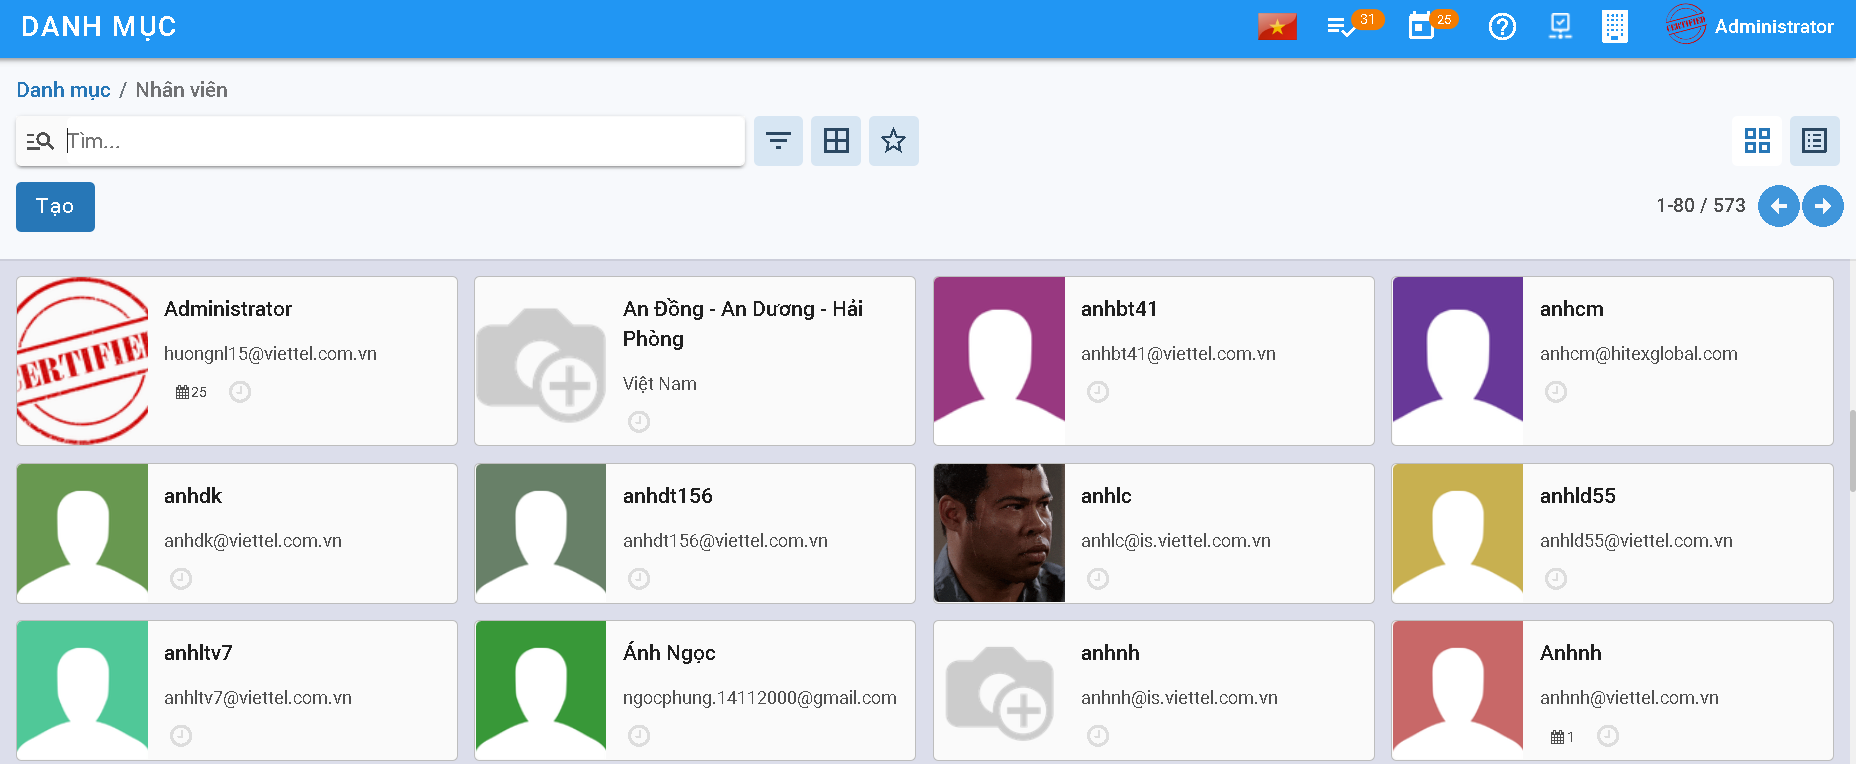 DANH MỤC
31
25
CERTIFIED
Administrator
Danh mục / Nhân viên
Tìm...
Tạo
1-80 / 573
CERTIFIE
Administrator
huongnl15@viettel.com.vn
25
An Đồng - An Dương - Hải
Phòng
Việt Nam
anhbt41
anhbt41@viettel.com.vn
anhcm
anhcm@hitexglobal.com
anhdk
anhdk@viettel.com.vn
anhdt156
anhdt156@viettel.com.vn
anhlc
anhlc@is.viettel.com.vn
anhld55
anhld55@viettel.com.vn
anhltv7
anhltv7@viettel.com.vn
Ánh Ngọc
ngocphung.14112000@gmail.com
anhnh
anhnh@is.viettel.com.vn
Anhnh
anhnh@viettel.com.vn
1